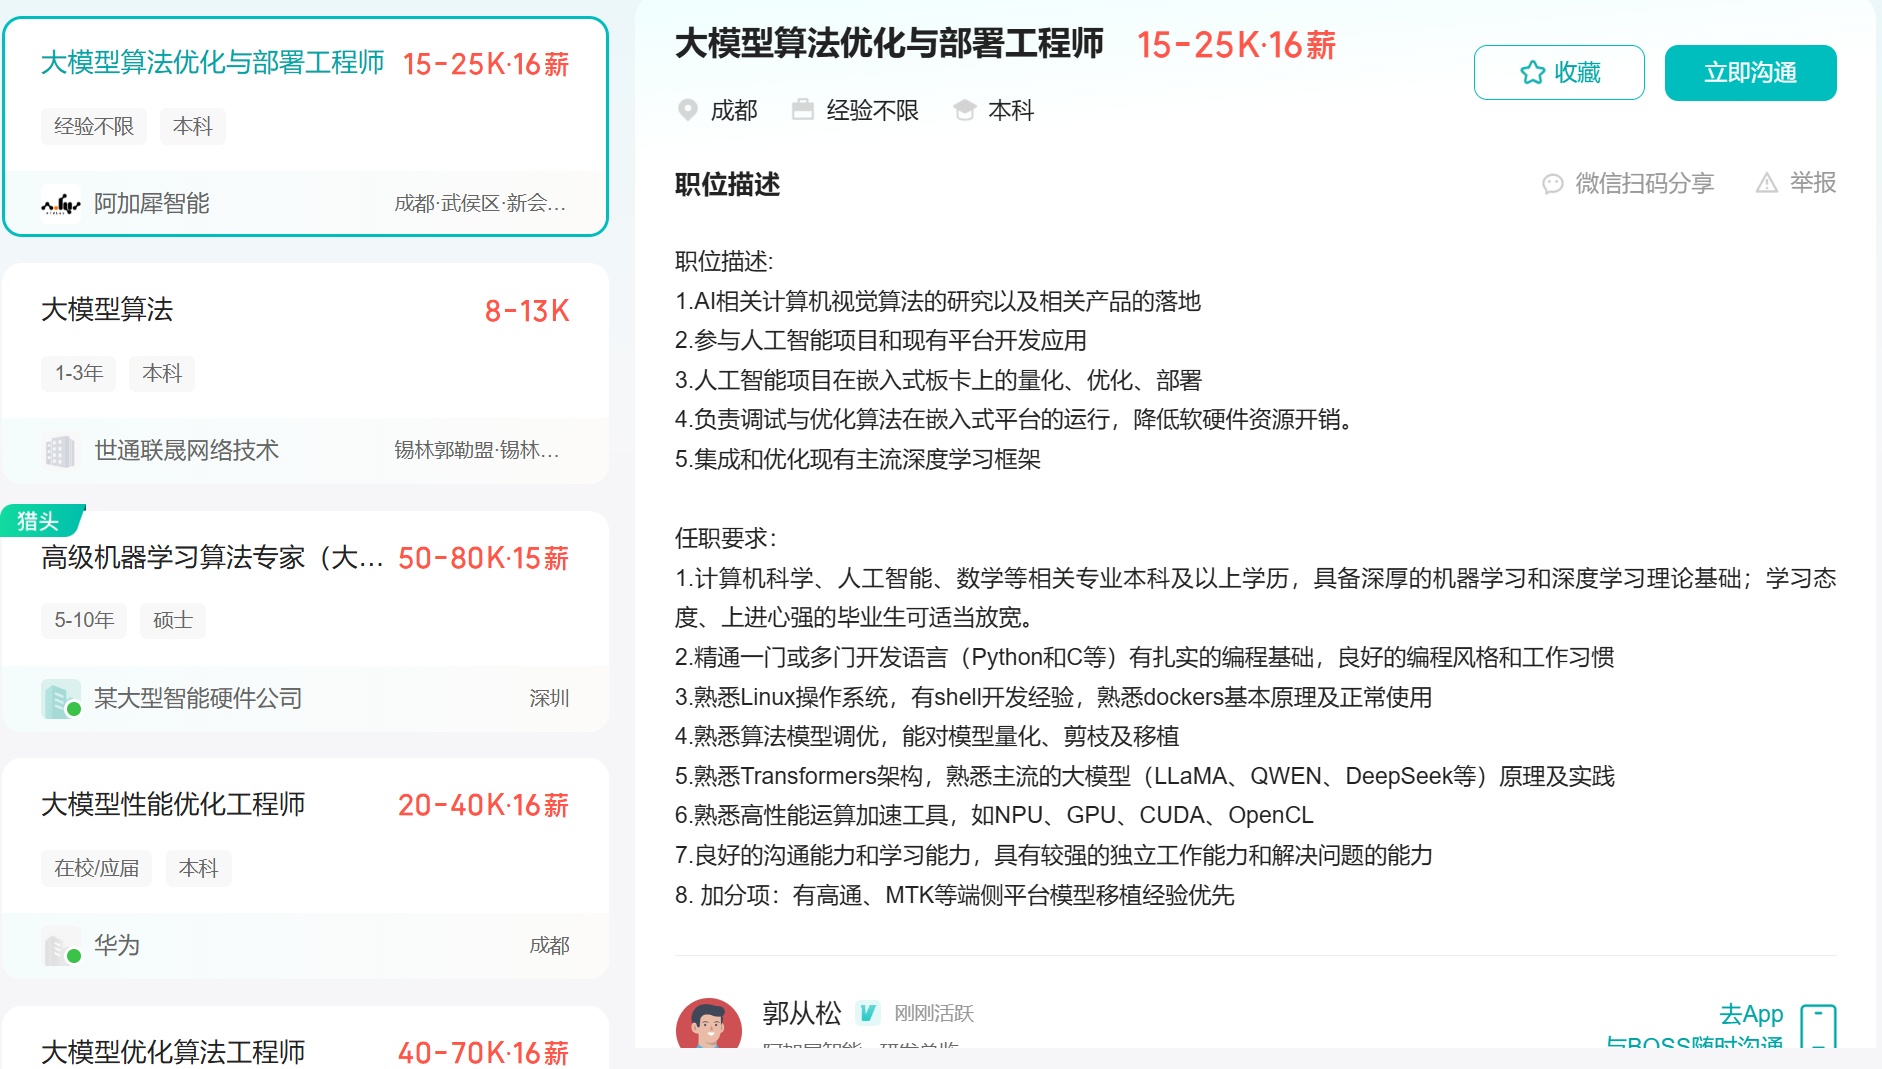 大模型算法优化与部署工程师 15-25K·16薪
经验不限 本科
阿加犀智能 成都·武侯区·新会…
大模型算法 8-13K
1-3年 本科
世通联晟网络技术 锡林郭勒盟·锡林…
猎头
高级机器学习算法专家（大… 50-80K·15薪
5-10年 硕士
某大型智能硬件公司 深圳
大模型性能优化工程师 20-40K·16薪
在校/应届 本科
华为 成都
大模型优化算法工程师 40-70K·16薪
大模型算法优化与部署工程师 15-25K·16薪
收藏 立即沟通
成都 经验不限 本科
职位描述
微信扫码分享 举报
职位描述:
1.AI相关计算机视觉算法的研究以及相关产品的落地
2.参与人工智能项目和现有平台开发应用
3.人工智能项目在嵌入式板卡上的量化、优化、部署
4.负责调试与优化算法在嵌入式平台的运行，降低软硬件资源开销。
5.集成和优化现有主流深度学习框架
任职要求：
1.计算机科学、人工智能、数学等相关专业本科及以上学历，具备深厚的机器学习和深度学习理论基础；学习态
度、上进心强的毕业生可适当放宽。
2.精通一门或多门开发语言（Python和C等）有扎实的编程基础，良好的编程风格和工作习惯
3.熟悉Linux操作系统，有shell开发经验，熟悉dockers基本原理及正常使用
4.熟悉算法模型调优，能对模型量化、剪枝及移植
5.熟悉Transformers架构，熟悉主流的大模型（LLaMA、QWEN、DeepSeek等）原理及实践
6.熟悉高性能运算加速工具，如NPU、GPU、CUDA、OpenCL
7.良好的沟通能力和学习能力，具有较强的独立工作能力和解决问题的能力
8. 加分项：有高通、MTK等端侧平台模型移植经验优先
郭从松 刚刚活跃
阿加犀智能 · 研发总监
去App
与BOSS随时沟通